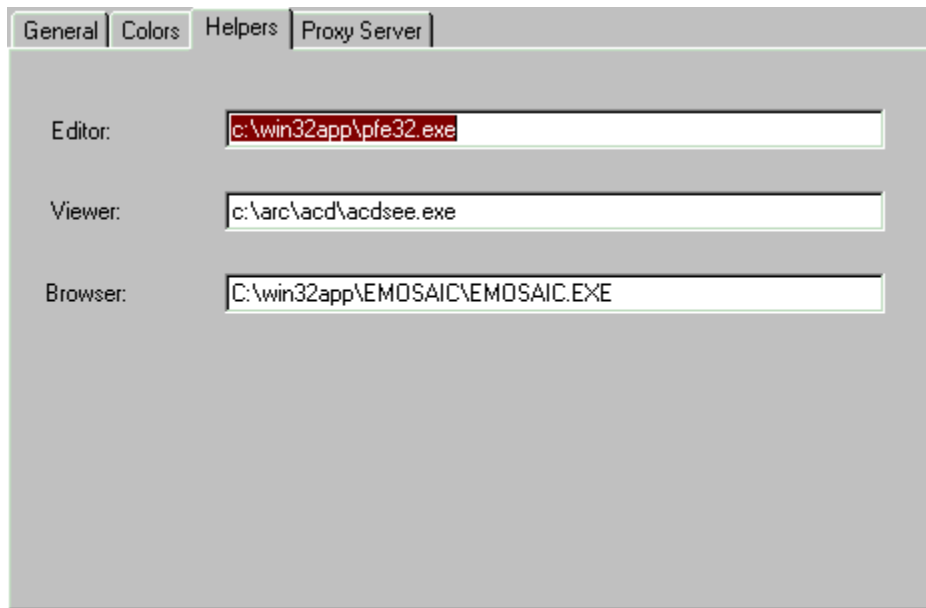 General Colors Helpers Proxy Server
Editor: c:\win32app\pfe32.exe
Viewer: c:\arc\acd\acdsee.exe
Browser: C:\win32app\EMOSAIC\EMOSAIC.EXE